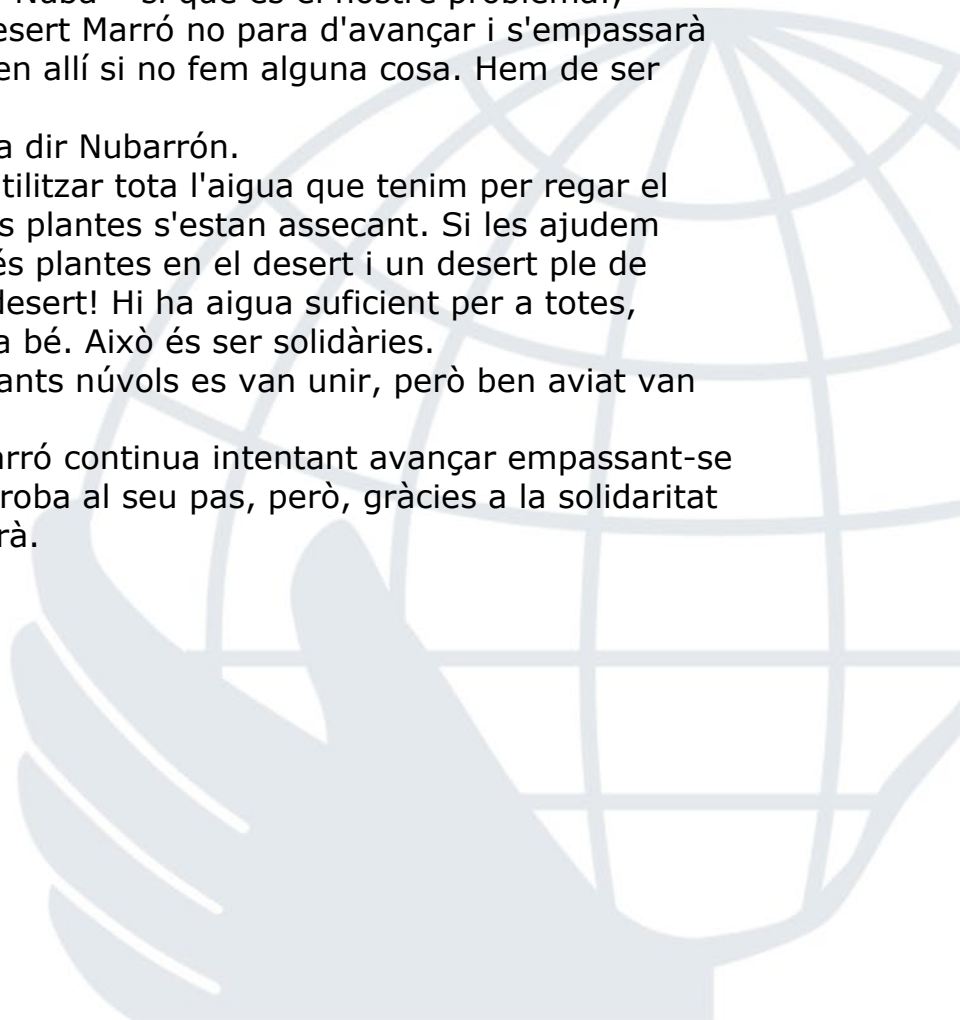 Nuba – sí que és el nostre problema!,
esert Marró no para d'avançar i s'empassarà
en allí si no fem alguna cosa. Hem de ser
a dir Nubarrón.
tilitzar tota l'aigua que tenim per regar el
s plantes s'estan assecant. Si les ajudem
és plantes en el desert i un desert ple de
desert! Hi ha aigua suficient per a totes,
a bé. Això és ser solidàries.
ants núvols es van unir, però ben aviat van
arró continua intentant avançar empassant-se
roba al seu pas, però, gràcies a la solidaritat
rà.